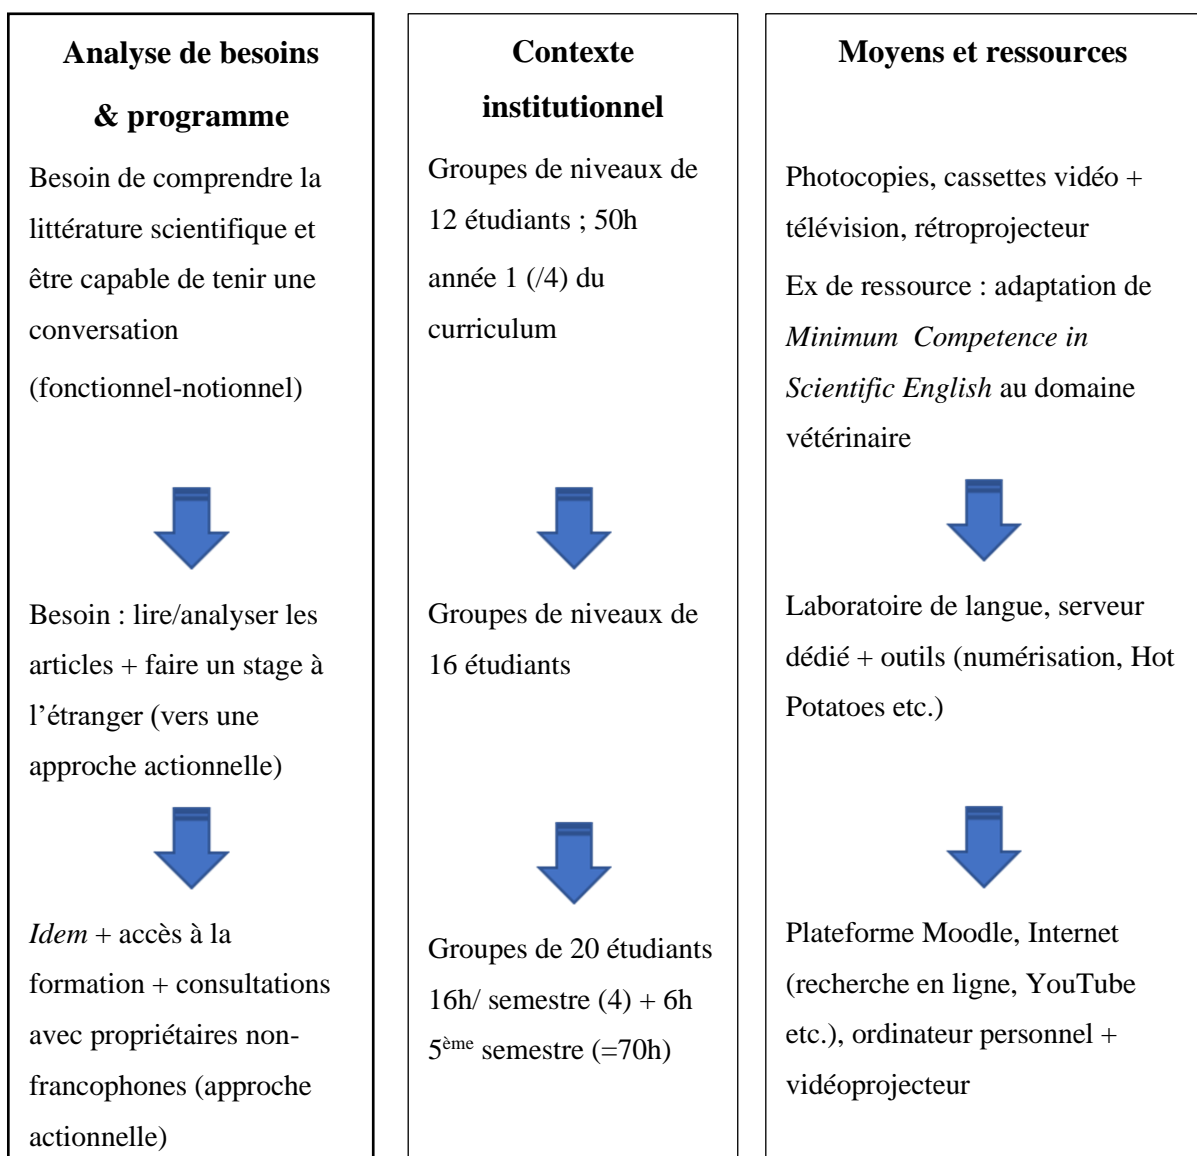 Analyse de besoins
& programme
Besoin de comprendre la
littérature scientifique et
être capable de tenir une
conversation
(fonctionnel-notionnel)
Besoin : lire/analyser les
articles + faire un stage à
l’étranger (vers une
approche actionnelle)
Idem + accès à la
formation + consultations
avec propriétaires non-
francophones (approche
actionnelle)
Contexte
institutionnel
Groupes de niveaux de
12 étudiants ; 50h
année 1 (/4) du
curriculum
Groupes de niveaux de
16 étudiants
Groupes de 20 étudiants
16h/ semestre (4) + 6h
5ème semestre (=70h)
Moyens et ressources
Photocopies, cassettes vidéo +
télévision, rétroprojecteur
Ex de ressource : adaptation de
Minimum Competence in
Scientific English au domaine
vétérinaire
Laboratoire de langue, serveur
dédié + outils (numérisation, Hot
Potatoes etc.)
Plateforme Moodle, Internet
(recherche en ligne, YouTube
etc.), ordinateur personnel +
vidéoprojecteur